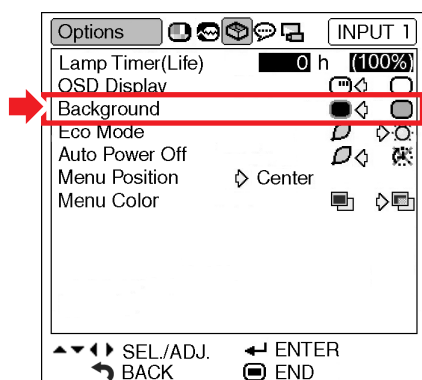 Options INPUT 1
Lamp Timer(Life) 0 h (100%)
OSD Display
Background
Eco Mode
Auto Power Off
Menu Position Center
Menu Color
SEL./ADJ. ENTER
BACK END